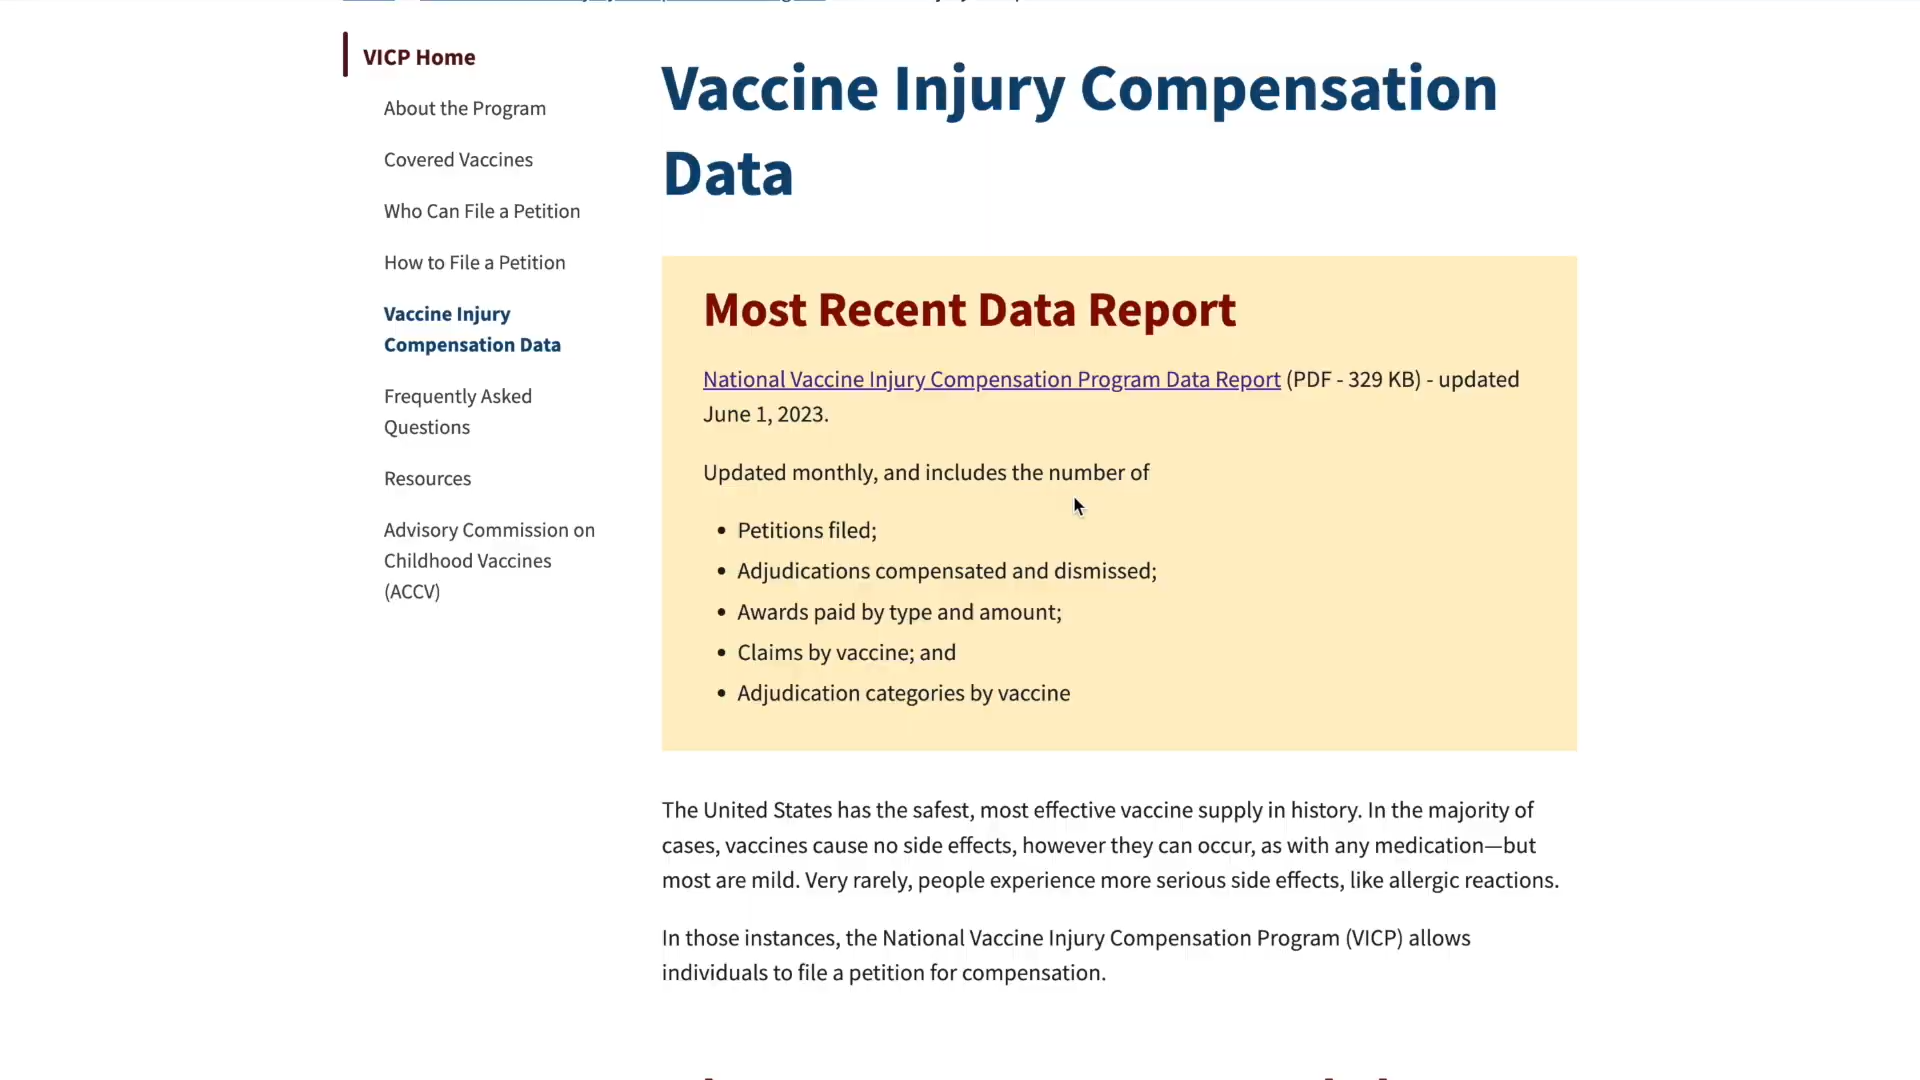 VICP Home
About the Program
Covered Vaccines
Who Can File a Petition
How to File a Petition
Vaccine Injury
Compensation Data
Frequently Asked
Questions
Resources
Advisory Commission on
Childhood Vaccines
(ACCV)
Vaccine Injury Compensation
Data
Most Recent Data Report
National Vaccine Injury Compensation Program Data Report (PDF - 329 KB) - updated
June 1, 2023.
Updated monthly, and includes the number of
• Petitions filed;
• Adjudications compensated and dismissed;
• Awards paid by type and amount;
• Claims by vaccine; and
• Adjudication categories by vaccine
The United States has the safest, most effective vaccine supply in history. In the majority of
cases, vaccines cause no side effects, however they can occur, as with any medication—but
most are mild. Very rarely, people experience more serious side effects, like allergic reactions.
In those instances, the National Vaccine Injury Compensation Program (VICP) allows
individuals to file a petition for compensation.